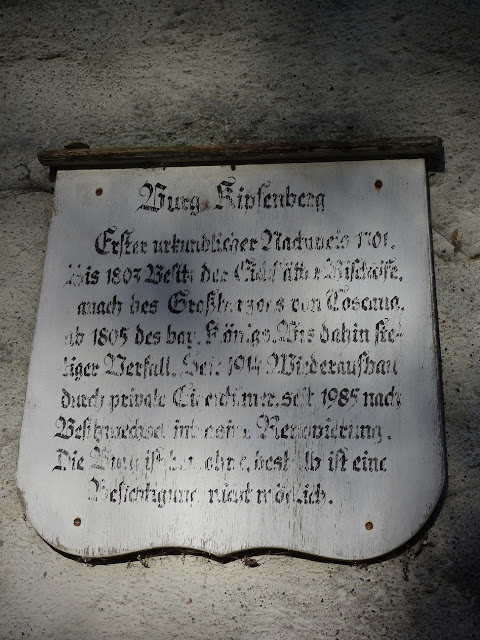 Burg Kipfenberg
Erster urkundlicher Nachweis
Bis 1803 Besitz der Eichstätter Bischöfe,
danach des Großherzogs von Toscana,
ab 1805 des bay. Königs. Bis dahin ste-
tiger Verfall. Seit 1914 Wiederaufbau
durch private Eigentümer, seit 1985 nach
Besitzwechsel Renovierung.
Die Burg ist bewohnt, deshalb ist eine
Besichtigung nicht möglich.